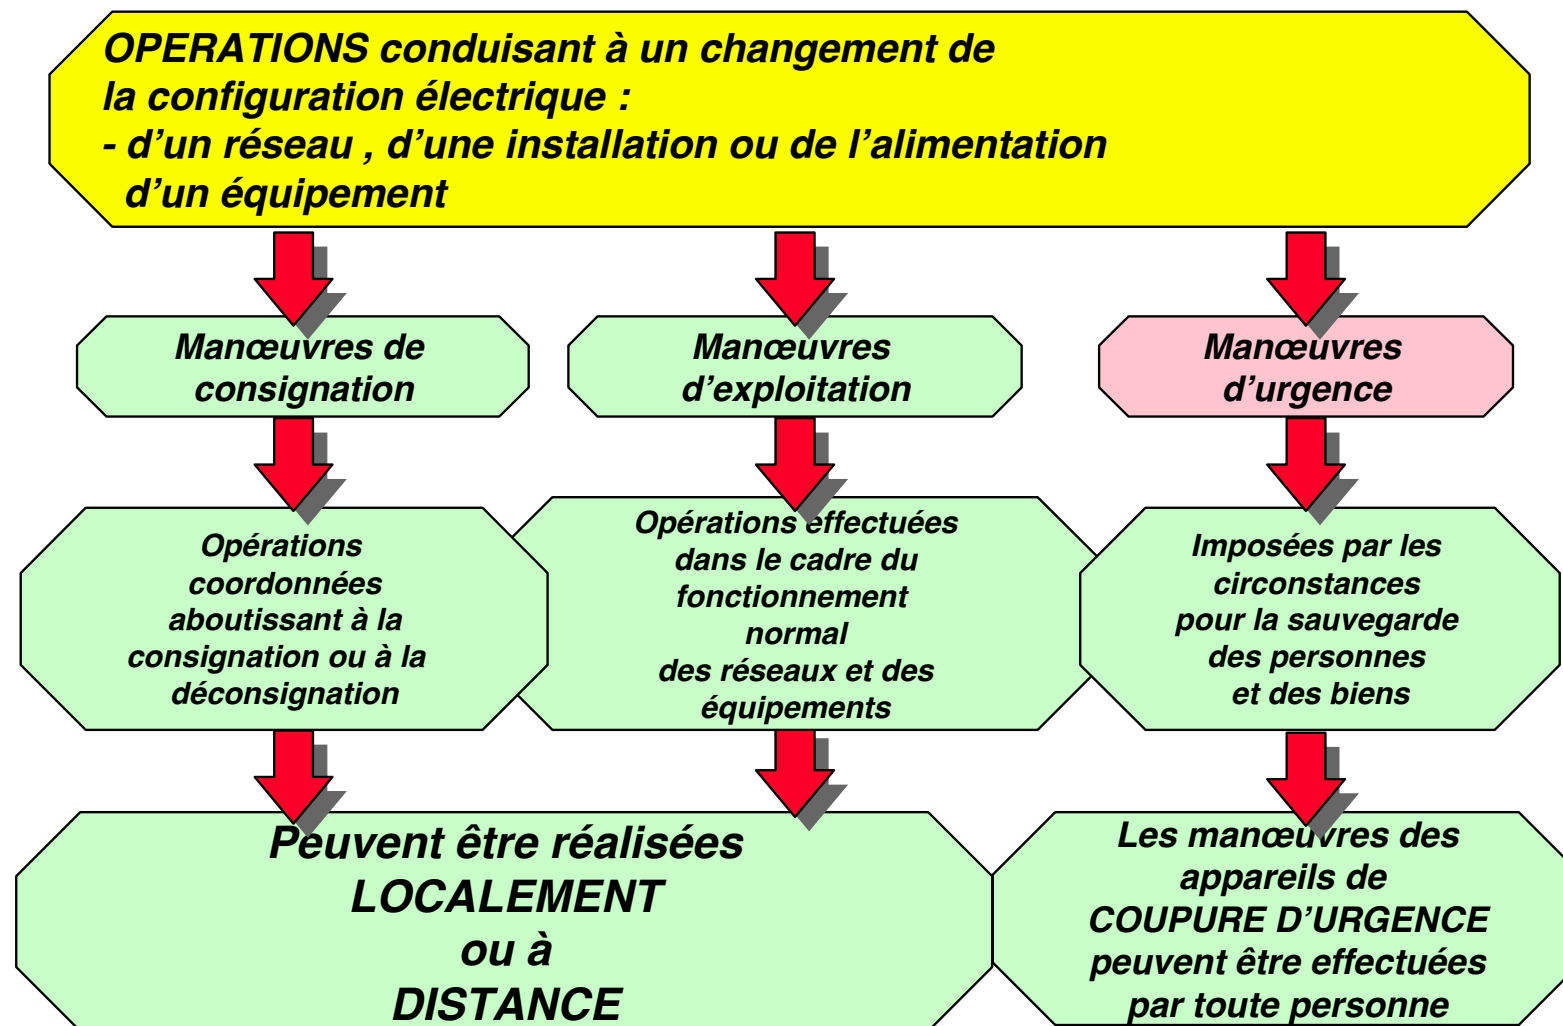 OPERATIONS conduisant à un changement de
la configuration électrique :
- d’un réseau , d’une installation ou de l’alimentation
d’un équipement
Manœuvres de
consignation
Manœuvres
d’exploitation
Manœuvres
d’urgence
Opérations
coordonnées
aboutissant à la
consignation ou à la
déconsignation
Opérations effectuées
dans le cadre du
fonctionnement
normal
des réseaux et des
équipements
Imposées par les
circonstances
pour la sauvegarde
des personnes
et des biens
Peuvent être réalisées
LOCALEMENT
ou à
DISTANCE
Les manœuvres des
appareils de
COUPURE D’URGENCE
peuvent être effectuées
par toute personne